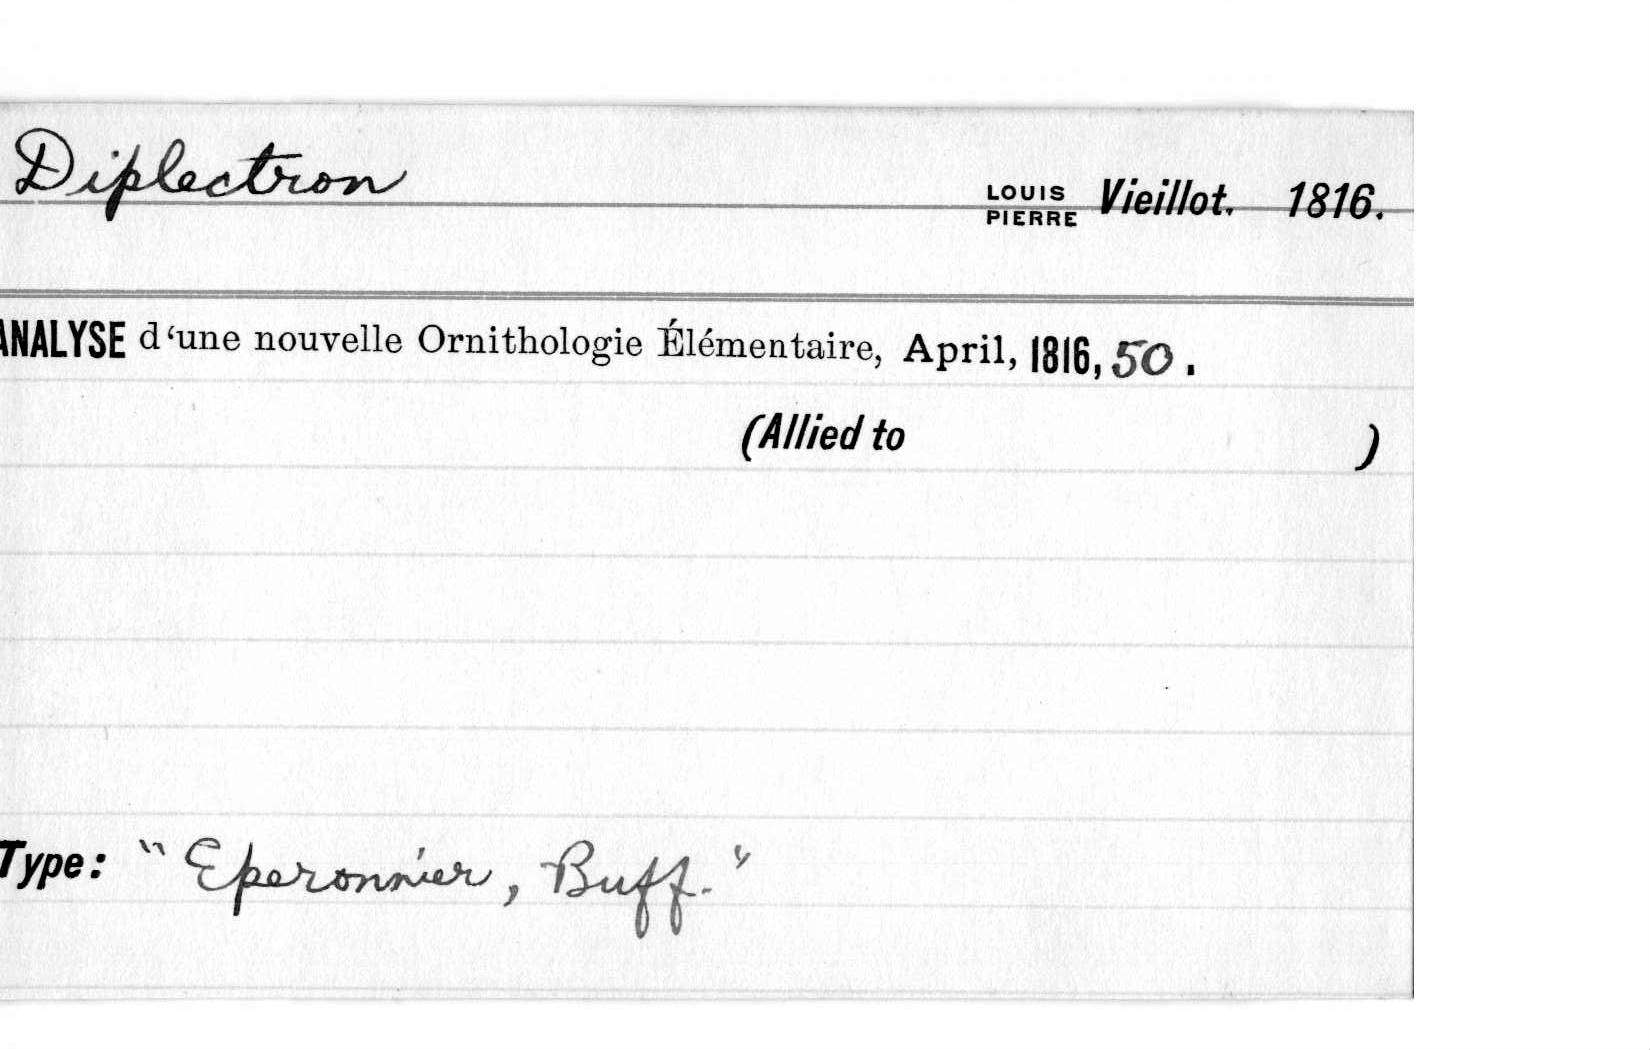 Diplectron
LOUIS PIERRE Vieillot. 1816.
ANALYSE d‘une nouvelle Ornithologie Élémentaire, April, 1816, 50.
(Allied to )
Type: "Eperonnier, Buff."